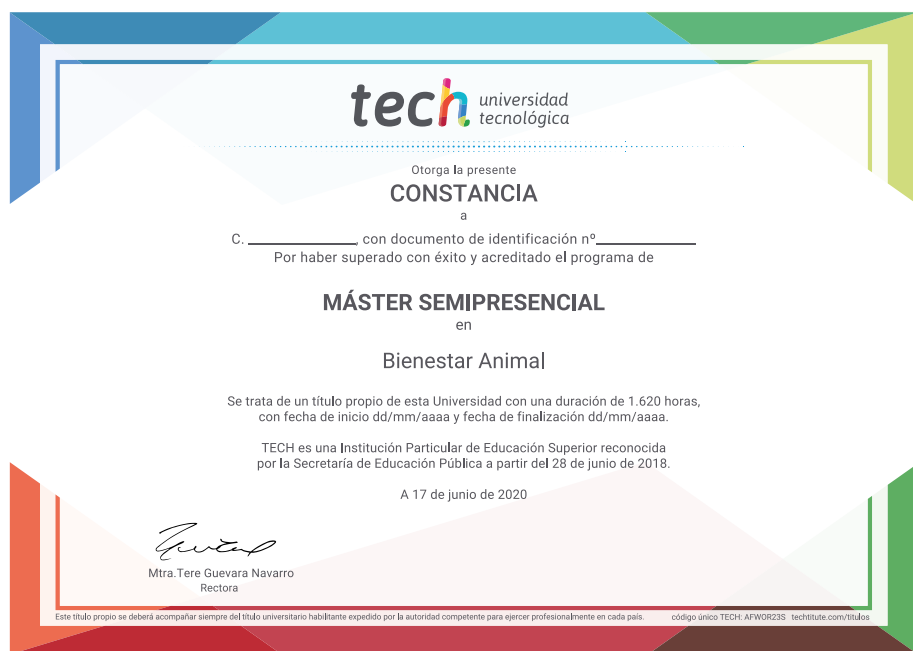 tech universidad
tecnológica
Otorga la presente
CONSTANCIA
a
C. ____________, con documento de identificación nº____________
Por haber superado con éxito y acreditado el programa de
MÁSTER SEMIPRESENCIAL
en
Bienestar Animal
Se trata de un título propio de esta Universidad con una duración de 1.620 horas,
con fecha de inicio dd/mm/aaaa y fecha de finalización dd/mm/aaaa.
TECH es una Institución Particular de Educación Superior reconocida
por la Secretaría de Educación Pública a partir del 28 de junio de 2018.
A 17 de junio de 2020
Mtra.Tere Guevara Navarro
Rectora
Este título propio se deberá acompañar siempre del título universitario habilitante expedido por la autoridad competente para ejercer profesionalmente en cada país. código único TECH: AFWOR23S techtitute.com/titulos